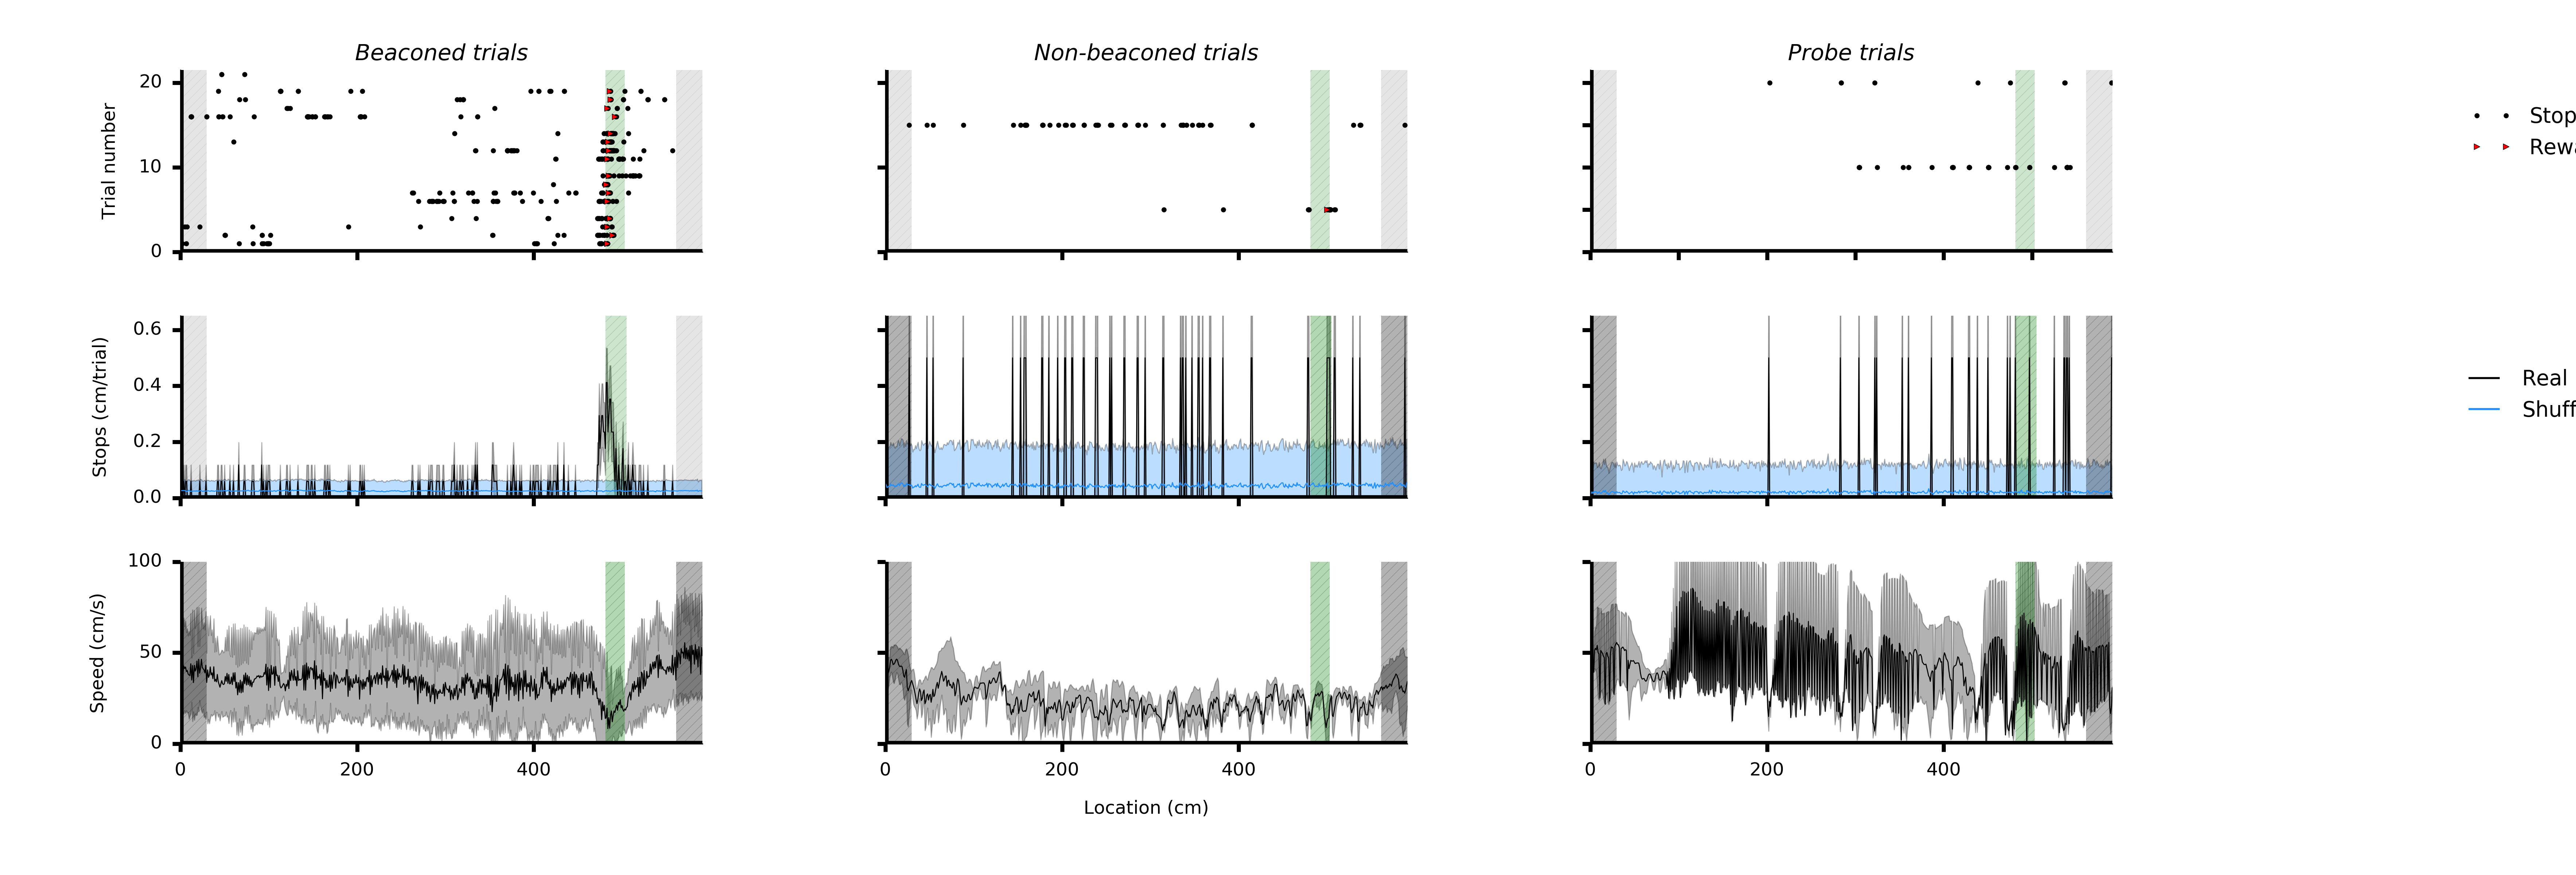 Beaconed trials
Non-beaconed trials
Probe trials
Trial number
20
10
0
Stop
Rewa
Stops (cm/trial)
0.6
0.4
0.2
0.0
Real
Shuff
Speed (cm/s)
100
50
0
0 200 400
0 200 400
0 200 400
Location (cm)